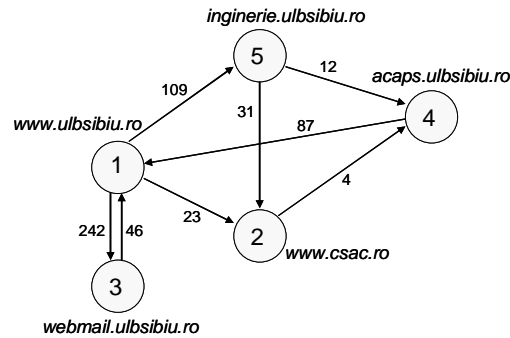 inginerie.ulbsibiu.ro
5
12
acaps.ulbsibiu.ro
109
31
4
www.ulbsibiu.ro
87
1
4
23
242
46
2
www.csac.ro
3
webmail.ulbsibiu.ro